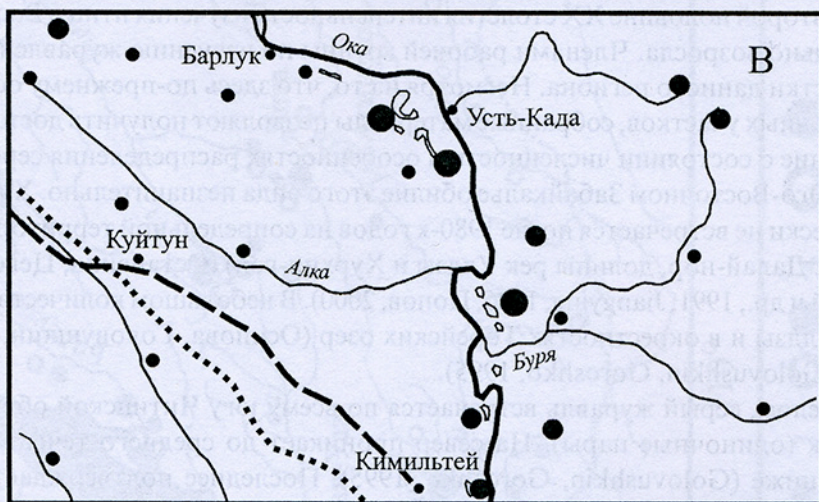 Ока
Барлук
В
Усть-Када
Куйтун
Алка
Буря
Кимильтей